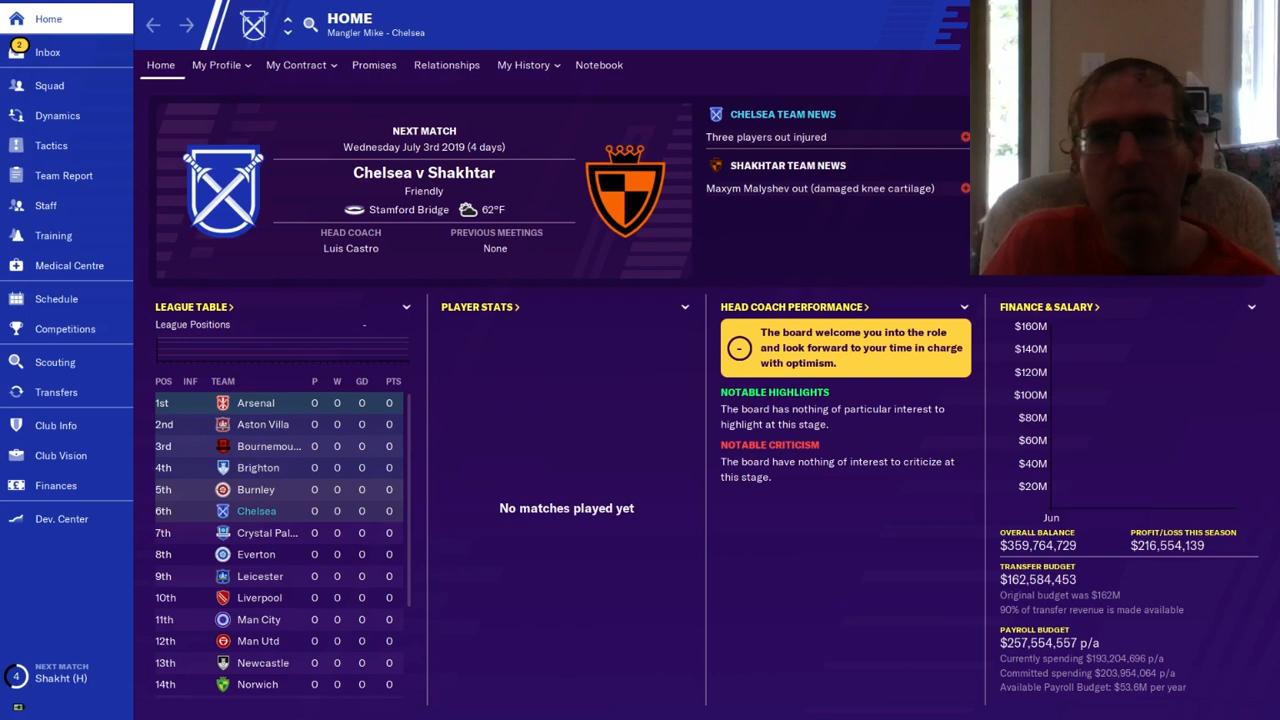 Home
2
Inbox
Squad
Dynamics
Tactics
Team Report
Staff
Training
Medical Centre
Schedule
Competitions
Scouting
Transfers
Club Info
Club Vision
Finances
Dev. Center
4
NEXT MATCH
Shakht (H)
HOME
Mangler Mike - Chelsea
Home My Profile My Contract Promises Relationships My History Notebook
NEXT MATCH
Wednesday July 3rd 2019 (4 days)
Chelsea v Shakhtar
Friendly
Stamford Bridge 62°F
HEAD COACH PREVIOUS MEETINGS
Luis Castro None
CHELSEA TEAM NEWS
Three players out injured
SHAKHTAR TEAM NEWS
Maxym Malyshev out (damaged knee cartilage)
LEAGUE TABLE >
League Positions -
POS INF TEAM P W GD PTS
1st Arsenal 0 0 0 0
2nd Aston Villa 0 0 0 0
3rd Bournemou... 0 0 0 0
4th Brighton 0 0 0 0
5th Burnley 0 0 0 0
6th Chelsea 0 0 0 0
7th Crystal Pal... 0 0 0 0
8th Everton 0 0 0 0
9th Leicester 0 0 0 0
10th Liverpool 0 0 0 0
11th Man City 0 0 0 0
12th Man Utd 0 0 0 0
13th Newcastle 0 0 0 0
14th Norwich 0 0 0 0
PLAYER STATS >
No matches played yet
HEAD COACH PERFORMANCE >
-
The board welcome you into the role
and look forward to your time in charge
with optimism.
NOTABLE HIGHLIGHTS
The board has nothing of particular interest to
highlight at this stage.
NOTABLE CRITICISM
The board have nothing of interest to criticize at
this stage.
FINANCE & SALARY >
$160M
$140M
$120M
$100M
$80M
$60M
$40M
$20M
Jun
OVERALL BALANCE PROFIT/LOSS THIS SEASON
$359,764,729 $216,554,139
TRANSFER BUDGET
$162,584,453
Original budget was $162M
90% of transfer revenue is made available
PAYROLL BUDGET
$257,554,557 p/a
Currently spending $193,204,696 p/a
Committed spending $203,954,064 p/a
Available Payroll Budget: $53.6M per year